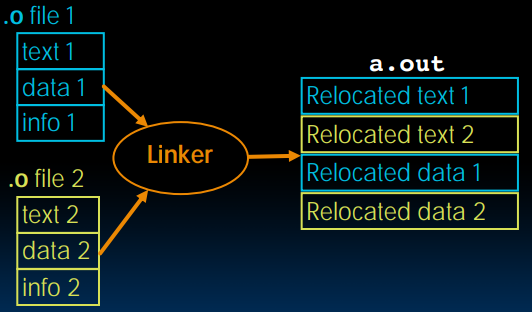 .o file 1
text 1
data 1
info 1
.o file 2
text 2
data 2
info 2
Linker
a.out
Relocated text 1
Relocated text 2
Relocated data 1
Relocated data 2